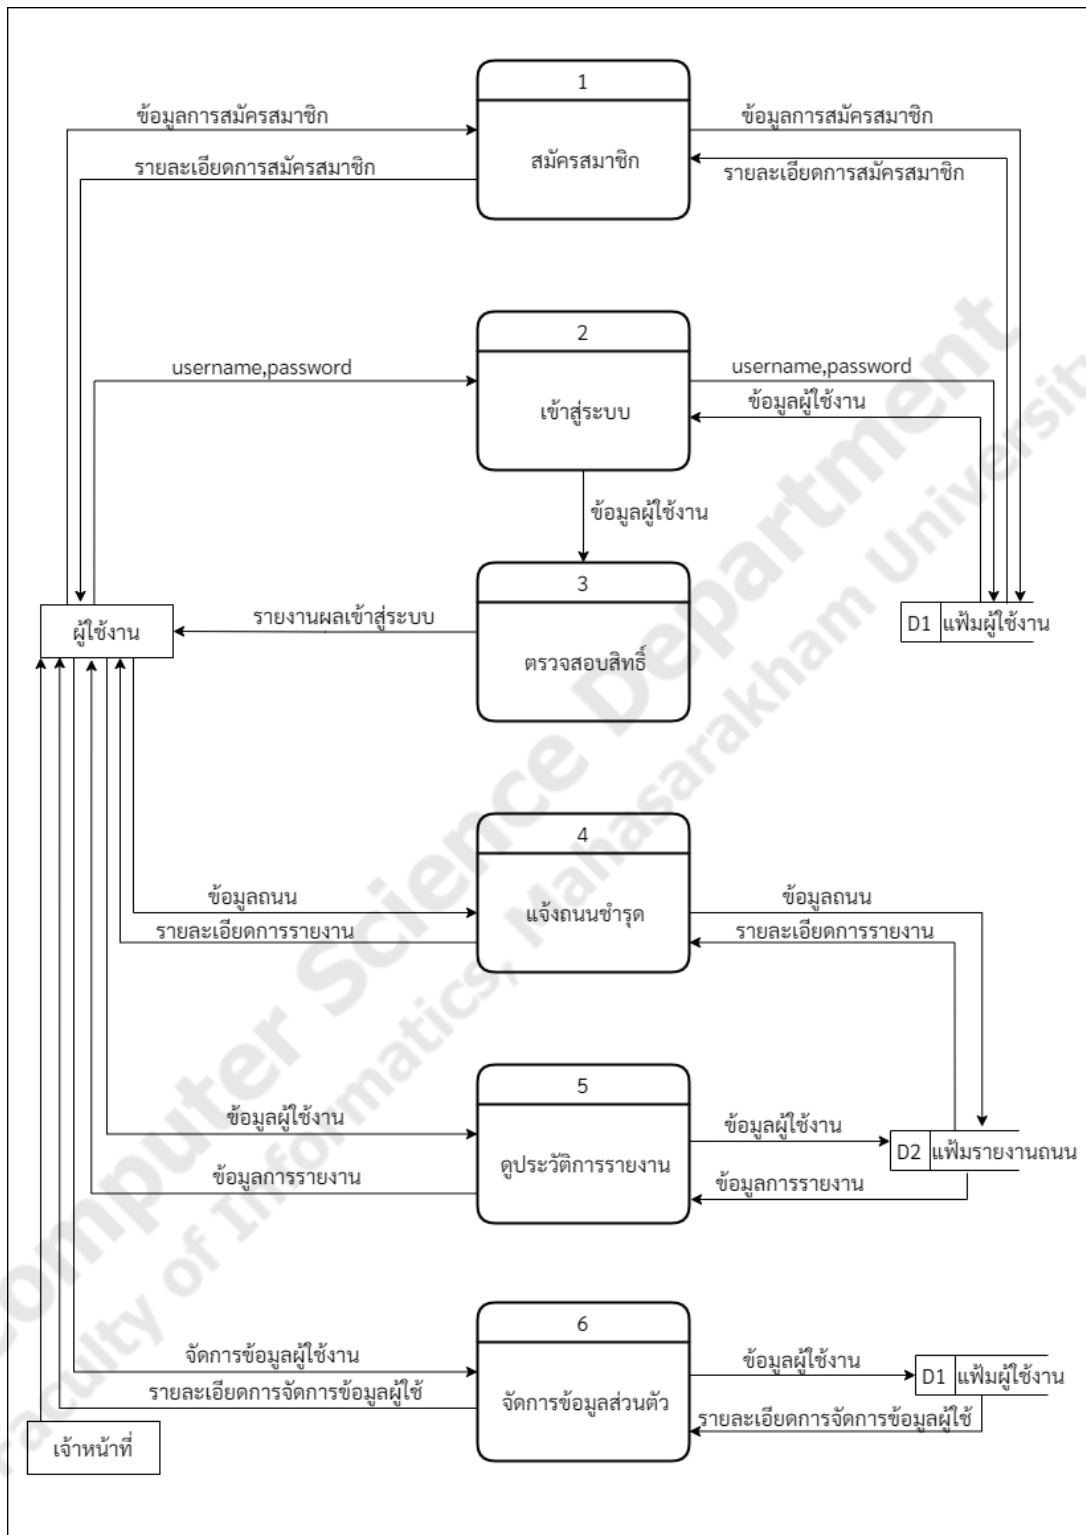 1
ข้อมูลการสมัครสมาชิก
ข้อมูลการสมัครสมาชิก
รายละเอียดการสมัครสมาชิก
สมัครสมาชิก
รายละเอียดการสมัครสมาชิก
2
username,password
username,password
ข้อมูลผู้ใช้งาน
เข้าสู่ระบบ
ข้อมูลผู้ใช้งาน
3
รายงานผลเข้าสู่ระบบ
ผู้ใช้งาน
D1 แฟ้มผู้ใช้งาน
ตรวจสอบสิทธิ์
4
ข้อมูลถนน
ข้อมูลถนน
แจ้งถนนชำรุด
รายละเอียดการรายงาน
รายละเอียดการรายงาน
5
ข้อมูลผู้ใช้งาน
ข้อมูลผู้ใช้งาน
D2 แฟ้มรายงานถนน
ดูประวัติการรายงาน
ข้อมูลการรายงาน
ข้อมูลการรายงาน
6
จัดการข้อมูลผู้ใช้งาน
ข้อมูลผู้ใช้งาน
D1 แฟ้มผู้ใช้งาน
รายละเอียดการจัดการข้อมูลผู้ใช้
จัดการข้อมูลส่วนตัว
รายละเอียดการจัดการข้อมูลผู้ใช้
เจ้าหน้าที่
Computer Science Department
Faculty of Informatics, Mahasarakham University